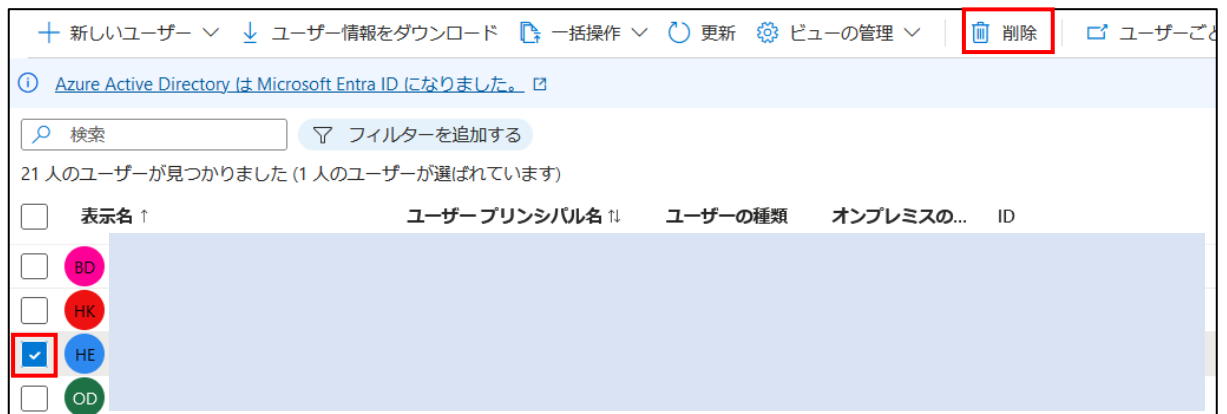 新しいユーザー ユーザー情報をダウンロード 一括操作 更新 ビューの管理 削除 ユーザーごと
Azure Active Directory は Microsoft Entra ID になりました。
検索 フィルターを追加する
21 人のユーザーが見つかりました (1 人のユーザーが選ばれています)
表示名 ↑ ユーザー プリンシパル名 ↑↓ ユーザーの種類 オンプレミスの... ID
BD
HK
HE
OD